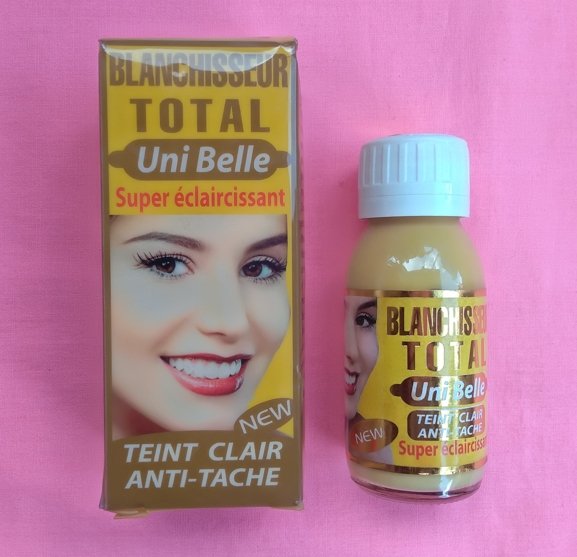 BLANCHISSEUR
TOTAL
Uni Belle
Super éclaircissant
NEW
TEINT CLAIR
ANTI-TACHE
BLANCHISSEU
TOTAL
Uni Belle
TEINT CLAIR
ANTI-TACHE
NEW
Super éclaircissant